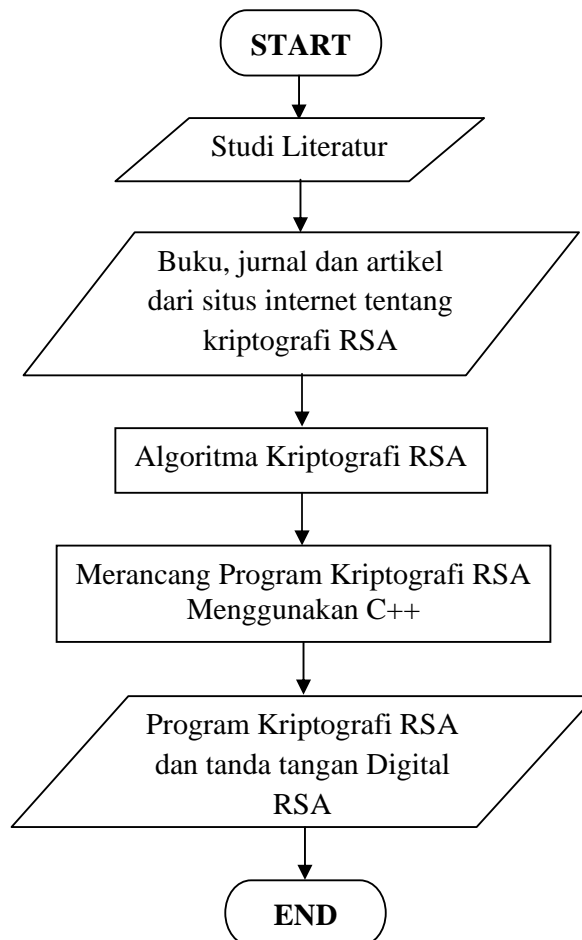 START
Studi Literatur
Buku, jurnal dan artikel
dari situs internet tentang
kriptografi RSA
Algoritma Kriptografi RSA
Merancang Program Kriptografi RSA
Menggunakan C++
Program Kriptografi RSA
dan tanda tangan Digital
RSA
END